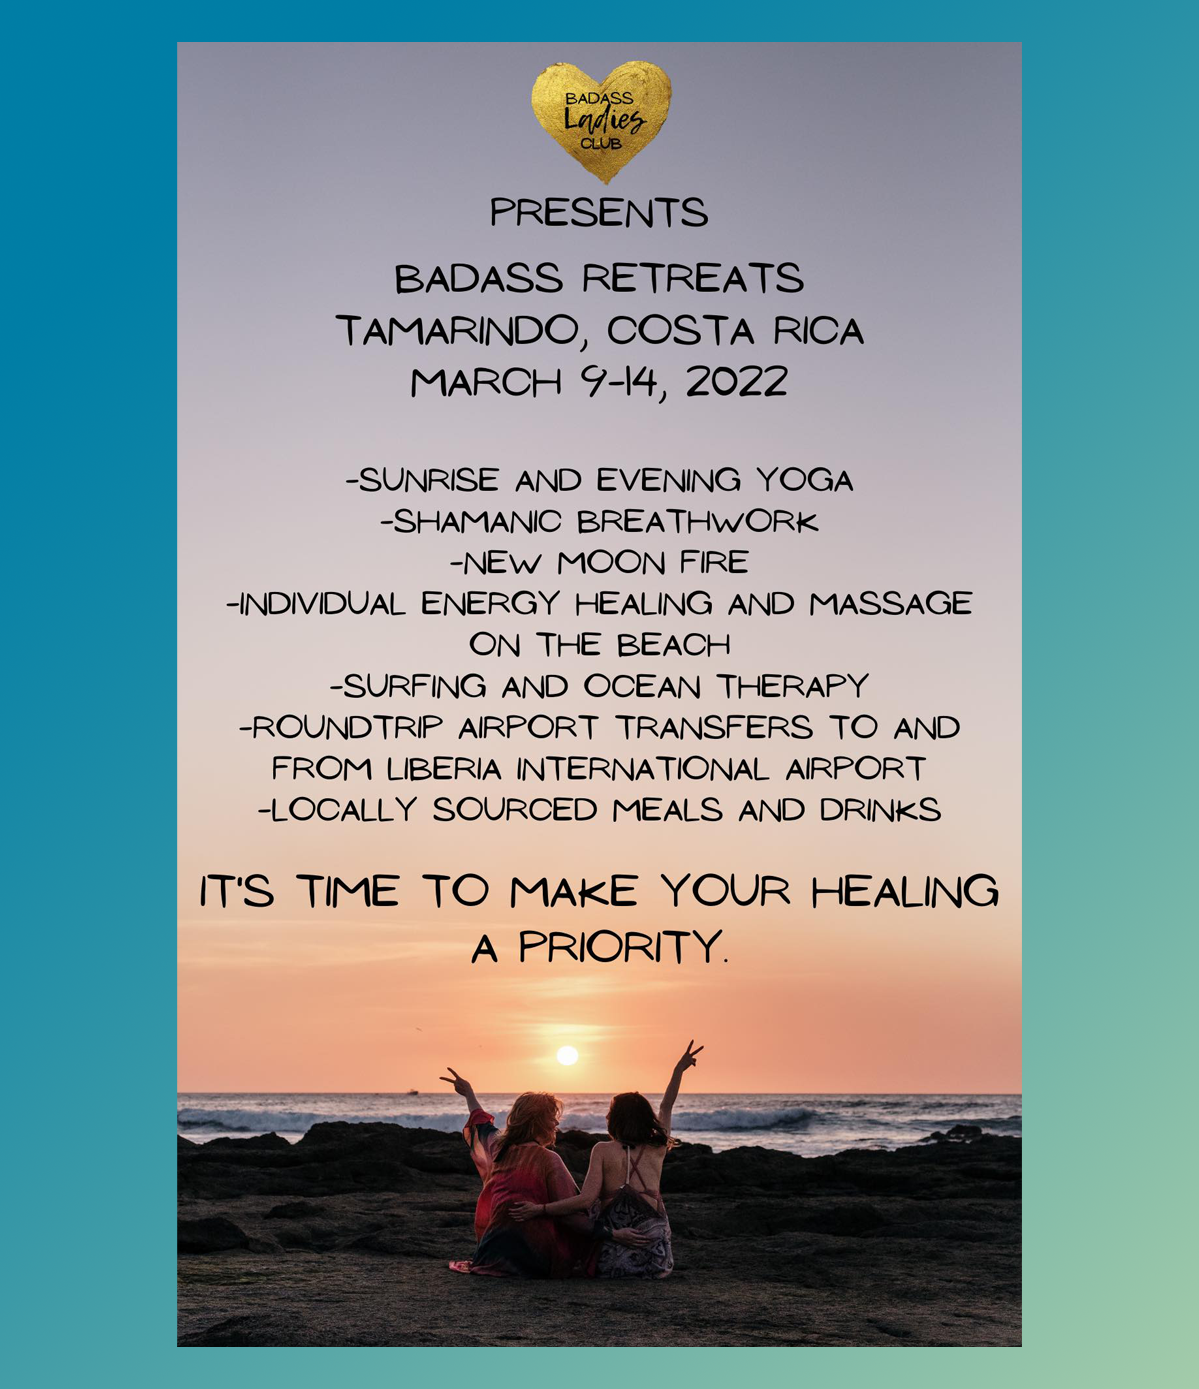 BADASS
Ladies
CLUB
PRESENTS
BADASS RETREATS
TAMARINDO, COSTA RICA
MARCH 9-14, 2022
-SUNRISE AND EVENING YOGA
-SHAMANIC BREATHWORK
-NEW MOON FIRE
-INDIVIDUAL ENERGY HEALING AND MASSAGE
ON THE BEACH
-SURFING AND OCEAN THERAPY
-ROUNDTRIP AIRPORT TRANSFERS TO AND
FROM LIBERIA INTERNATIONAL AIRPORT
-LOCALLY SOURCED MEALS AND DRINKS
IT'S TIME TO MAKE YOUR HEALING
A PRIORITY.